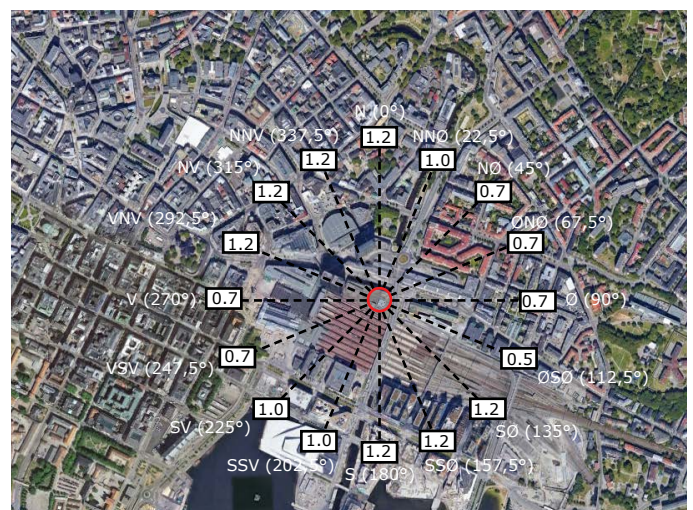 N (0°)
1.2
NNV (337,5°)
1.2
NNØ (22,5°)
1.0
NV (315°)
1.2
NØ (45°)
0.7
VNV (292,5°)
1.2
ØNØ (67,5°)
0.7
V (270°)
0.7
0.7
Ø (90°)
VSV (247,5°)
0.7
0.5
ØSØ (112,5°)
SV (225°)
1.0
1.2
SØ (135°)
SSV (202,5°)
1.0
S (180°)
1.2
1.2
SSØ (157,5°)